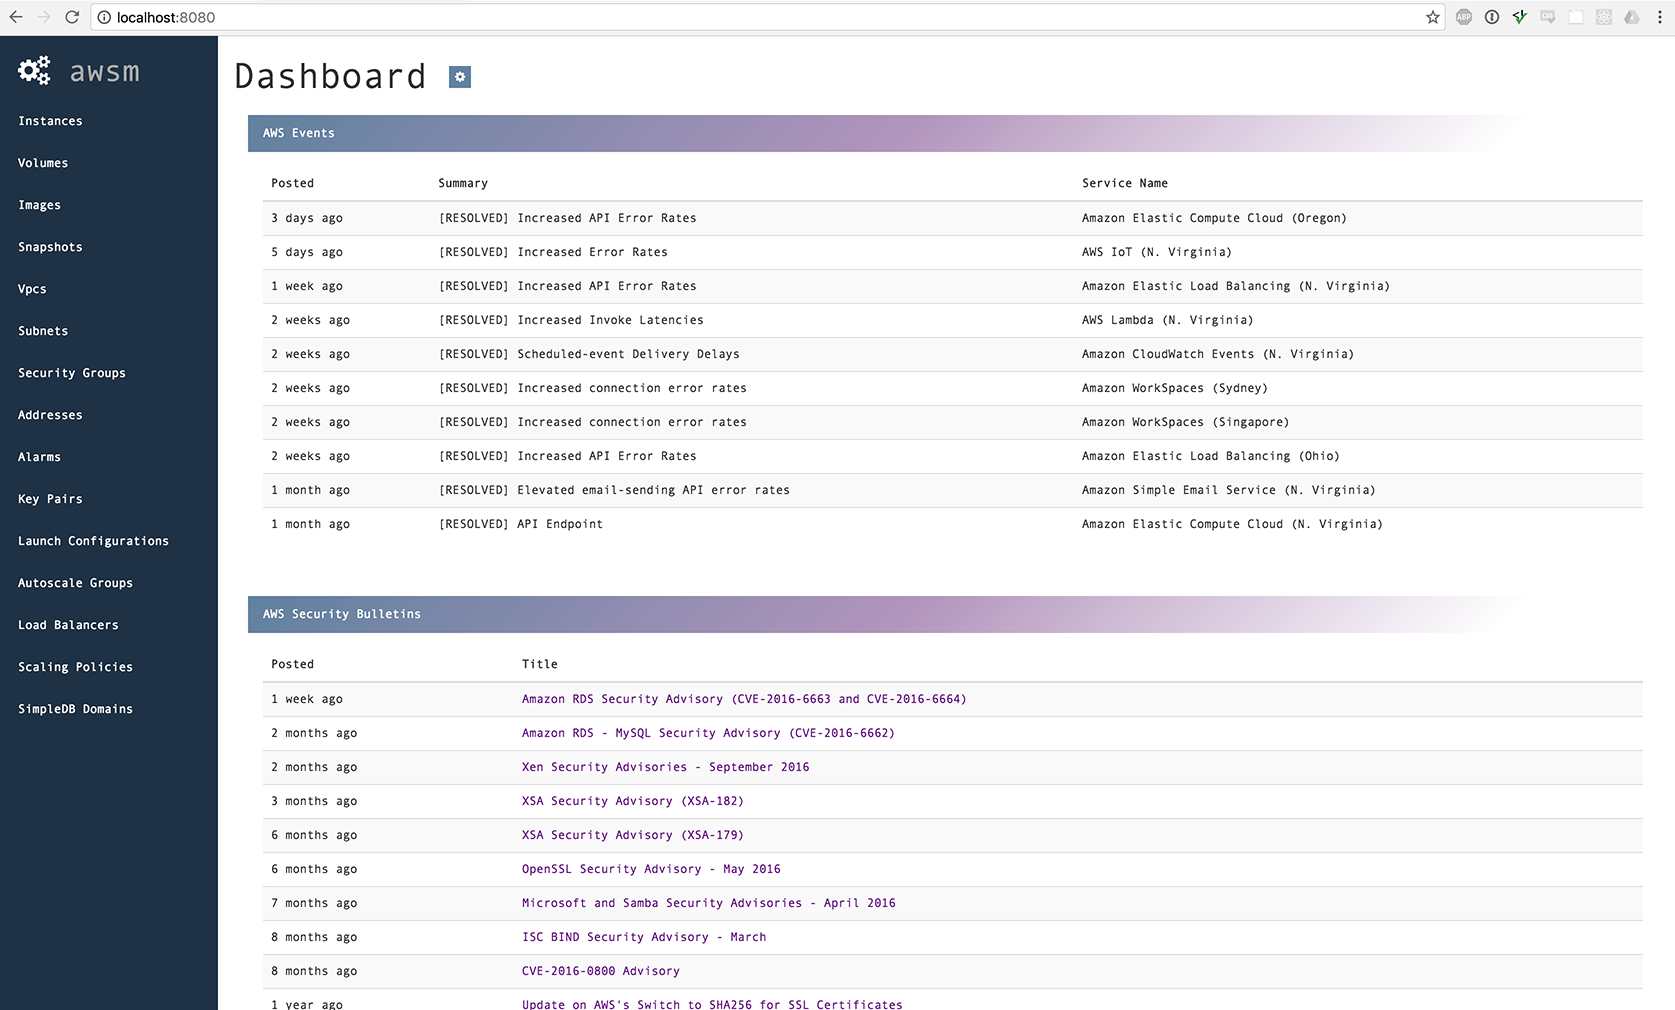 localhost:8080
ABP
CSS
awsm
Instances
Volumes
Images
Snapshots
Vpcs
Subnets
Security Groups
Addresses
Alarms
Key Pairs
Launch Configurations
Autoscale Groups
Load Balancers
Scaling Policies
SimpleDB Domains
Dashboard
AWS Events
Posted Summary Service Name
3 days ago [RESOLVED] Increased API Error Rates Amazon Elastic Compute Cloud (Oregon)
5 days ago [RESOLVED] Increased Error Rates AWS IoT (N. Virginia)
1 week ago [RESOLVED] Increased API Error Rates Amazon Elastic Load Balancing (N. Virginia)
2 weeks ago [RESOLVED] Increased Invoke Latencies AWS Lambda (N. Virginia)
2 weeks ago [RESOLVED] Scheduled-event Delivery Delays Amazon CloudWatch Events (N. Virginia)
2 weeks ago [RESOLVED] Increased connection error rates Amazon WorkSpaces (Sydney)
2 weeks ago [RESOLVED] Increased connection error rates Amazon WorkSpaces (Singapore)
2 weeks ago [RESOLVED] Increased API Error Rates Amazon Elastic Load Balancing (Ohio)
1 month ago [RESOLVED] Elevated email-sending API error rates Amazon Simple Email Service (N. Virginia)
1 month ago [RESOLVED] API Endpoint Amazon Elastic Compute Cloud (N. Virginia)
AWS Security Bulletins
Posted Title
1 week ago Amazon RDS Security Advisory (CVE-2016-6663 and CVE-2016-6664)
2 months ago Amazon RDS - MySQL Security Advisory (CVE-2016-6662)
2 months ago Xen Security Advisories - September 2016
3 months ago XSA Security Advisory (XSA-182)
6 months ago XSA Security Advisory (XSA-179)
6 months ago OpenSSL Security Advisory - May 2016
7 months ago Microsoft and Samba Security Advisories - April 2016
8 months ago ISC BIND Security Advisory - March
8 months ago CVE-2016-0800 Advisory
1 year ago Update on AWS's Switch to SHA256 for SSL Certificates